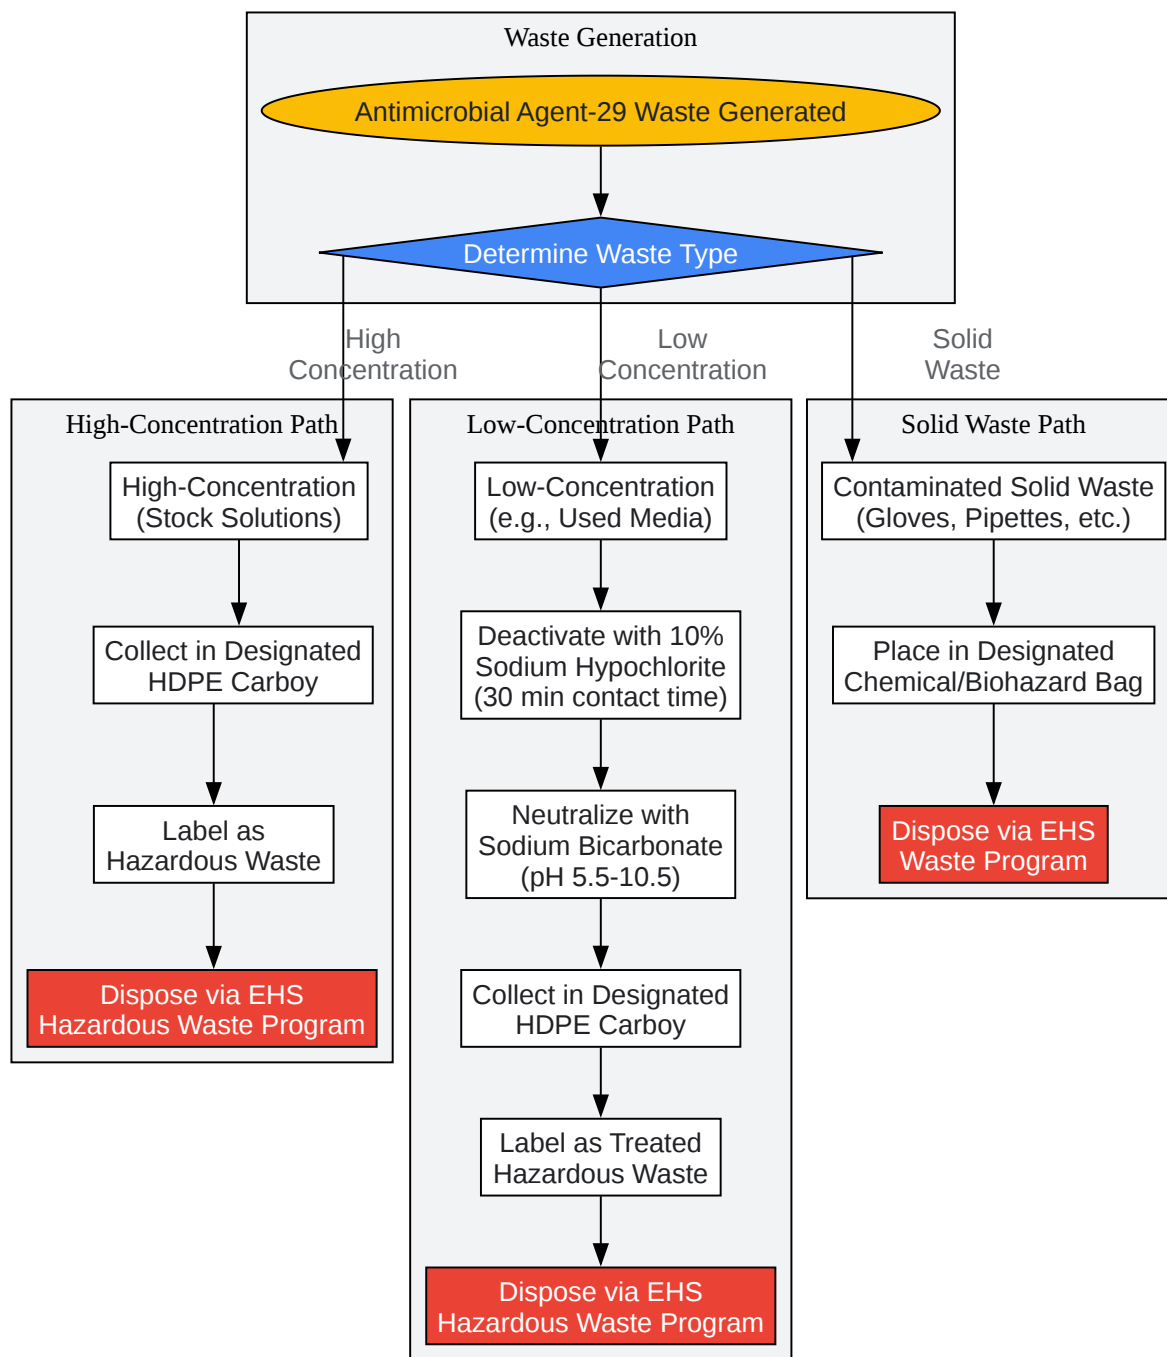 Waste Generation
Antimicrobial Agent-29 Waste Generated
Determine Waste Type
High
Concentration
Low
Concentration
Solid
Waste
High-Concentration Path
High-Concentration
(Stock Solutions)
Collect in Designated
HDPE Carboy
Label as
Hazardous Waste
Dispose via EHS
Hazardous Waste Program
Low-Concentration Path
Low-Concentration
(e.g., Used Media)
Deactivate with 10%
Sodium Hypochlorite
(30 min contact time)
Neutralize with
Sodium Bicarbonate
(pH 5.5-10.5)
Collect in Designated
HDPE Carboy
Label as Treated
Hazardous Waste
Dispose via EHS
Hazardous Waste Program
Solid Waste Path
Contaminated Solid Waste
(Gloves, Pipettes, etc.)
Place in Designated
Chemical/Biohazard Bag
Dispose via EHS
Waste Program